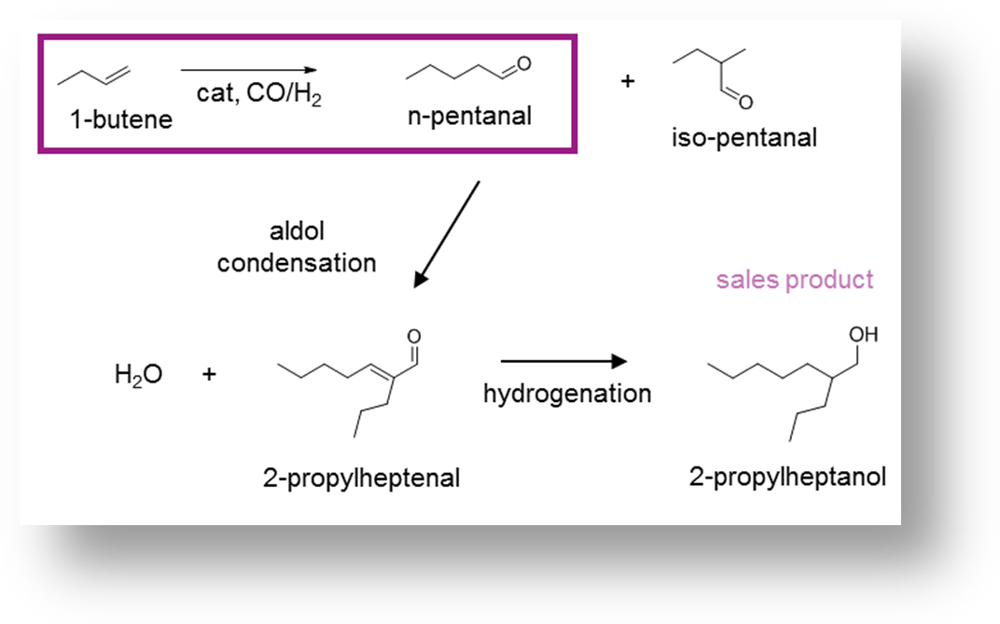 O
O
cat, CO/H₂
+
1-butene
n-pentanal
iso-pentanal
aldol
condensation
sales product
O
OH
H₂O
+
hydrogenation
2-propylheptenal
2-propylheptanol